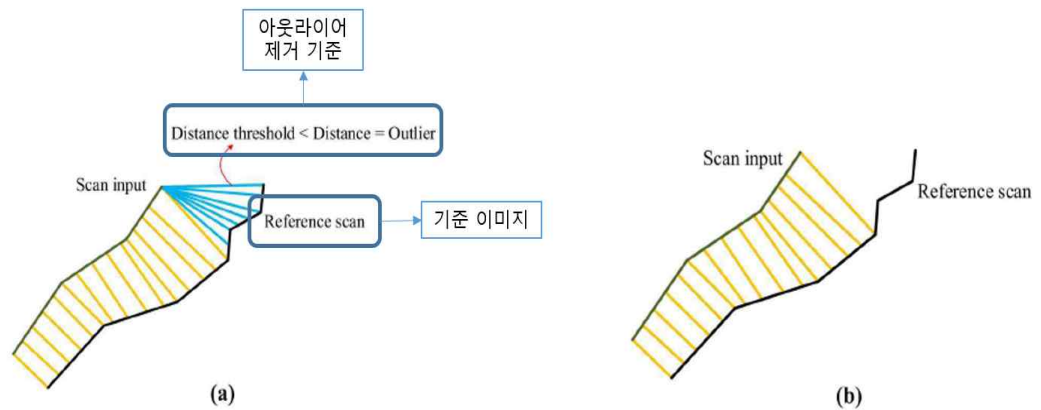 아웃라이어
제거 기준
Distance threshold < Distance = Outlier
Scan input
Reference scan
기준 이미지
(a)
Scan input
Reference scan
(b)